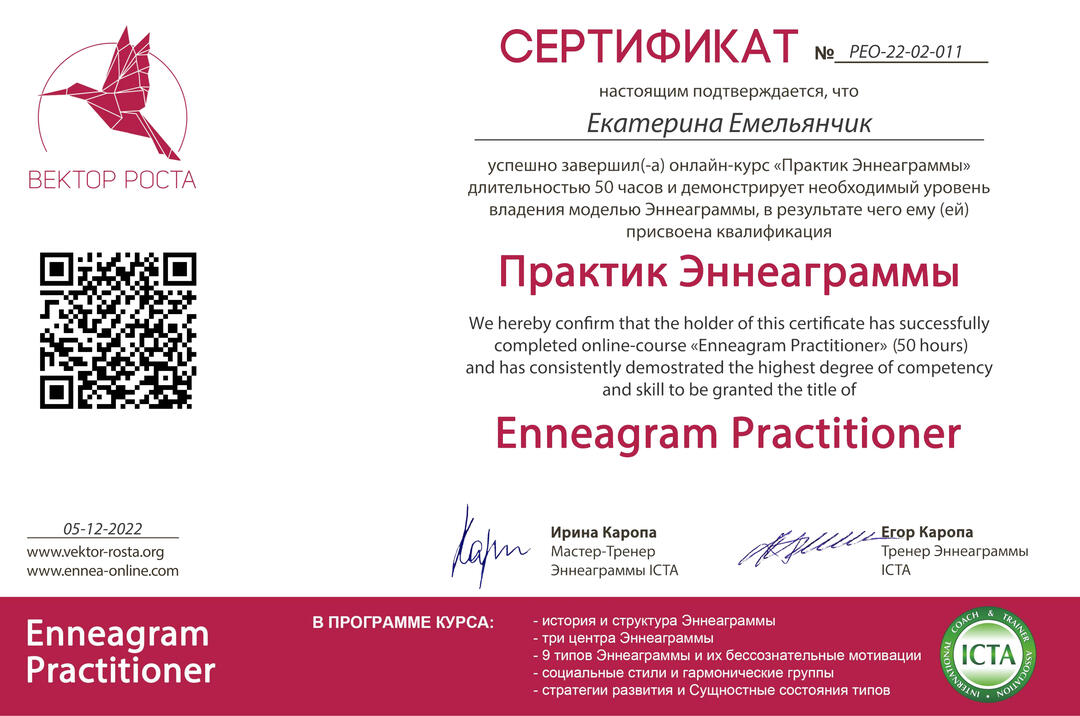 ВЕКТОР РОСТА
СЕРТИФИКАТ № PEO-22-02-011
настоящим подтверждается, что
Екатерина Емельянчик
успешно завершил(-а) онлайн-курс «Практик Эннеаграммы»
длительностью 50 часов и демонстрирует необходимый уровень
владения моделью Эннеаграммы, в результате чего ему (ей)
присвоена квалификация
Практик Эннеаграммы
We hereby confirm that the holder of this certificate has successfully
completed online-course «Enneagram Practitioner» (50 hours)
and has consistently demostrated the highest degree of competency
and skill to be granted the title of
Enneagram Practitioner
05-12-2022
www.vektor-rosta.org
www.ennea-online.com
Ирина Каропа
Мастер-Тренер
Эннеаграммы ICTA
Егор Каропа
Тренер Эннеаграммы
ICTA
Enneagram
Practitioner
В ПРОГРАММЕ КУРСА:
- история и структура Эннеаграммы
- три центра Эннеаграммы
- 9 типов Эннеаграммы и их бессознательные мотивации
- социальные стили и гармонические группы
- стратегии развития и Сущностные состояния типов
INTERNATIONAL COACH & TRAINER ASSOCIATION
ICTA